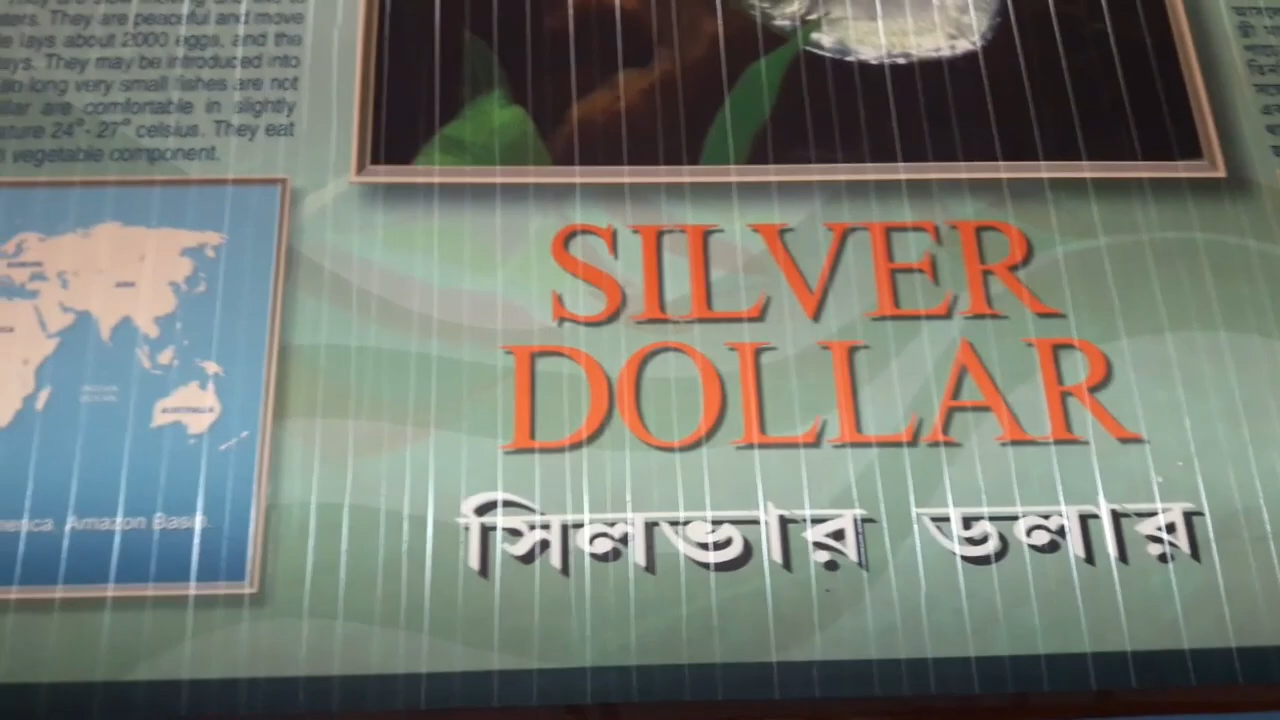 ters. They are peaceful and move
lays about 2000 eggs, and the
ays. They may be introduced into
long very small fishes are not
llar are comfortable in slightly
ature 24°- 27° celsius. They eat
vegetable component.
ASIA
AUSTRALIA
merica Amazon Basin.
SILVER
DOLLAR
সিলভার ডলার